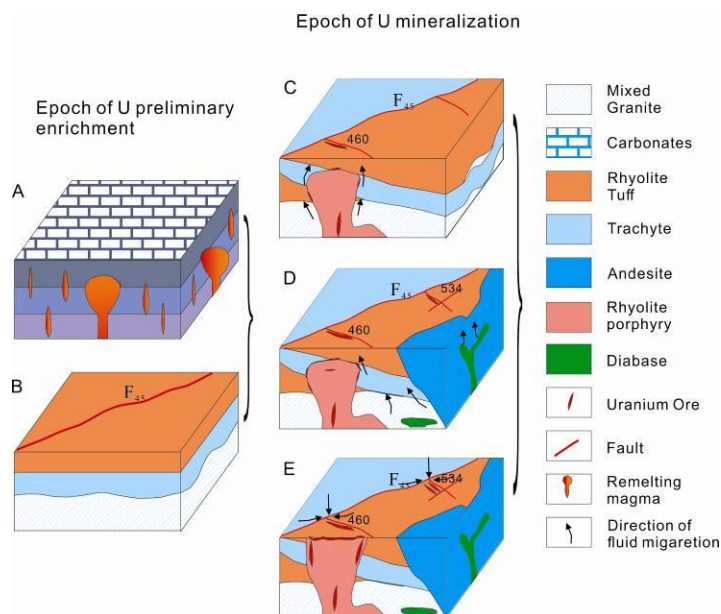 Epoch of U mineralization
Epoch of U preliminary
enrichment
A
B
F45
C
F45
460
D
F45
534
460
E
F45
534
460
Mixed
Granite
Carbonates
Rhyolite
Tuff
Trachyte
Andesite
Rhyolite
porphyry
Diabase
Uranium Ore
Fault
Remelting
magma
Direction of
fluid migaretion